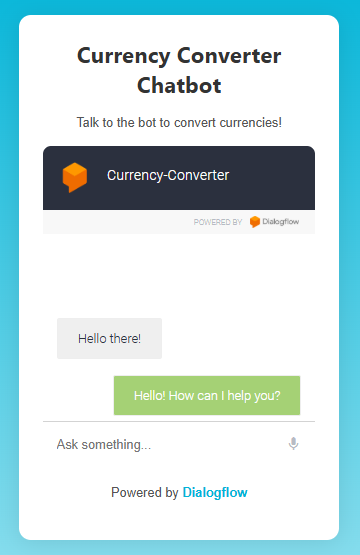 Currency Converter
Chatbot
Talk to the bot to convert currencies!
Currency-Converter
POWERED BY Dialogflow
Hello there!
Hello! How can I help you?
Ask something...
Powered by Dialogflow